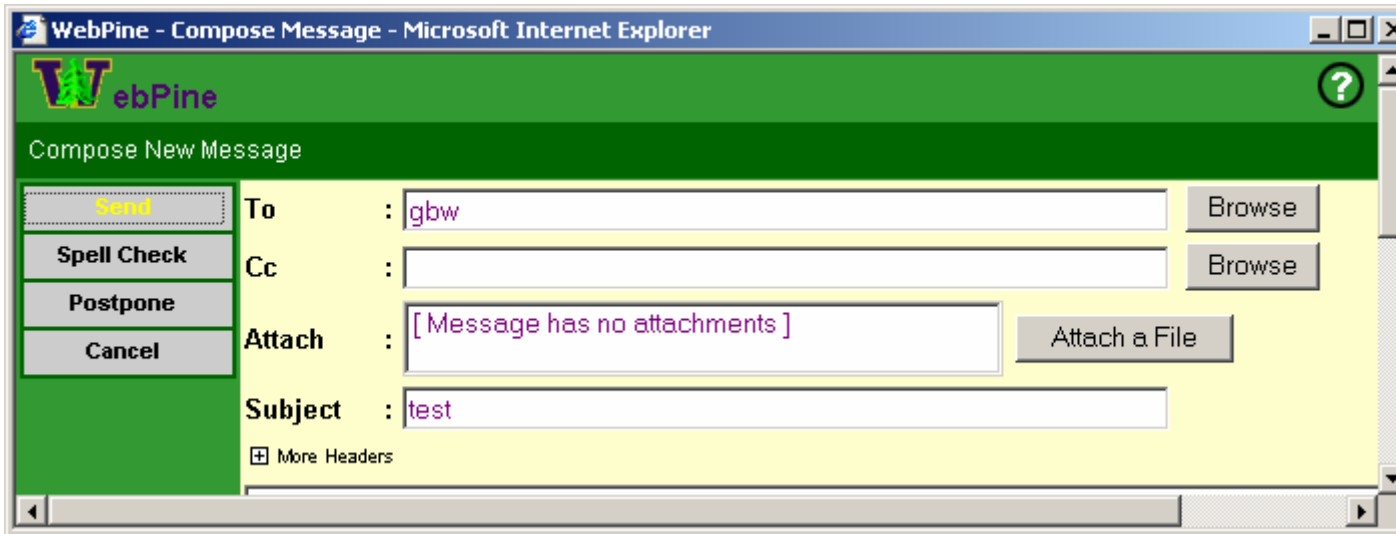 WebPine - Compose Message - Microsoft Internet Explorer
WebPine
?
Compose New Message
Send
To : gbw Browse
Spell Check
Cc : Browse
Postpone
Attach : [ Message has no attachments ] Attach a File
Cancel
Subject : test
More Headers